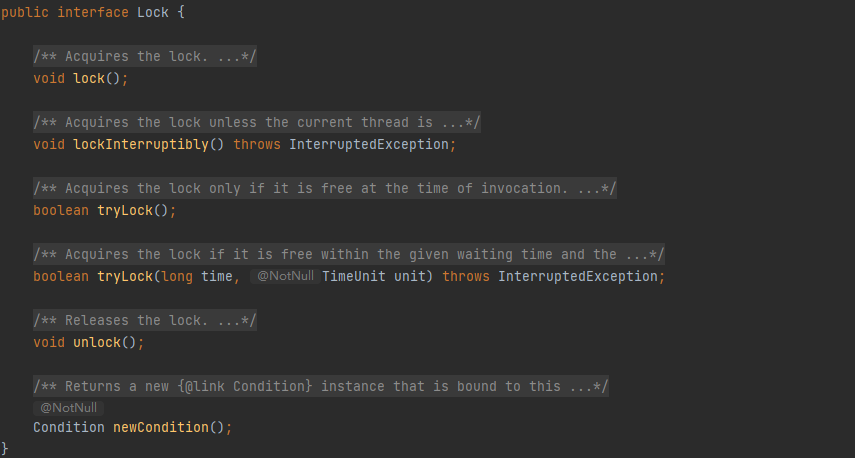 public interface Lock {
/** Acquires the lock. ...*/
void lock();
/** Acquires the lock unless the current thread is ...*/
void lockInterruptibly() throws InterruptedException;
/** Acquires the lock only if it is free at the time of invocation. ...*/
boolean tryLock();
/** Acquires the lock if it is free within the given waiting time and the ...*/
boolean tryLock(long time, @NotNull TimeUnit unit) throws InterruptedException;
/** Releases the lock. ...*/
void unlock();
/** Returns a new {@link Condition} instance that is bound to this ...*/
@NotNull
Condition newCondition();
}